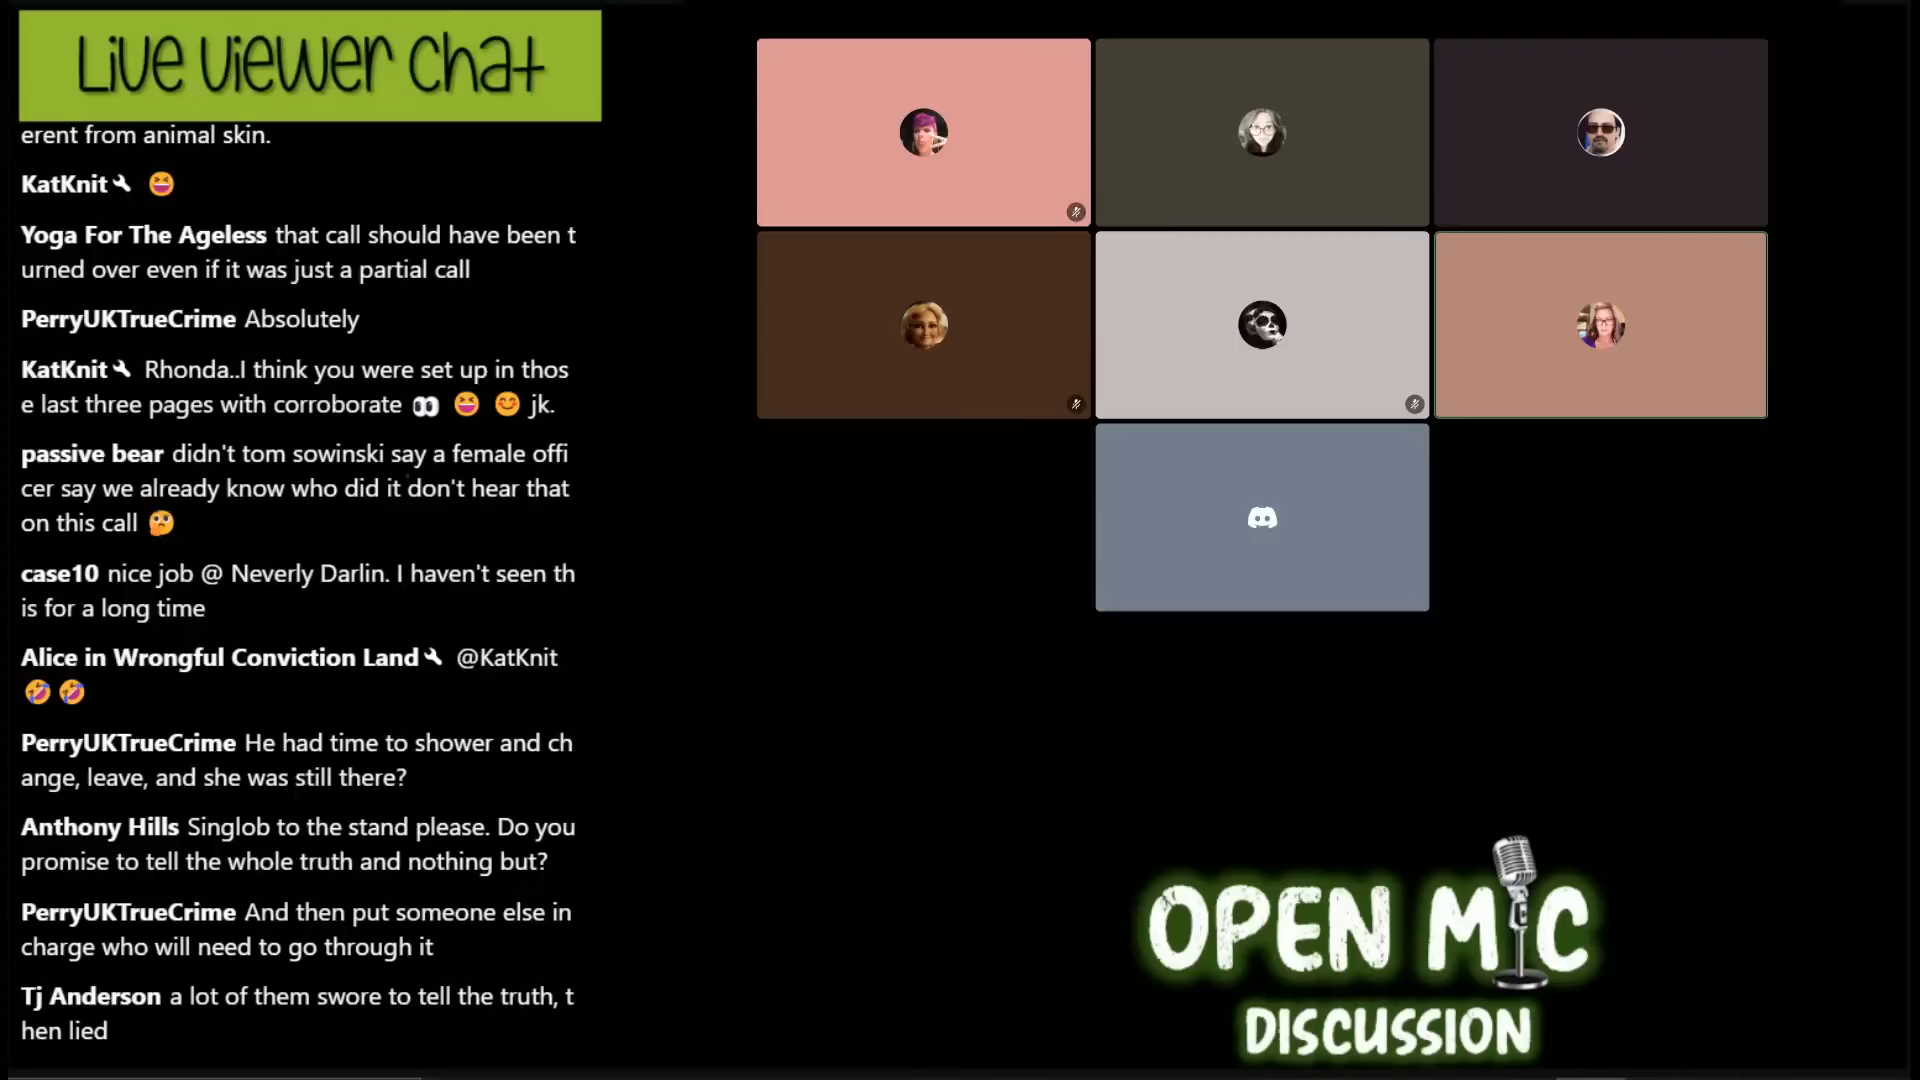 Live Viewer Chat
erent from animal skin.
KatKnit 😆
Yoga For The Ageless that call should have been t
urned over even if it was just a partial call
PerryUKTrueCrime Absolutely
KatKnit Rhonda..I think you were set up in thos
e last three pages with corroborate 👀 😆 😊 jk.
passive bear didn't tom sowinski say a female offi
cer say we already know who did it don't hear that
on this call 🤔
case10 nice job @ Neverly Darlin. I haven't seen th
is for a long time
Alice in Wrongful Conviction Land @KatKnit
🤣 🤣
PerryUKTrueCrime He had time to shower and ch
ange, leave, and she was still there?
Anthony Hills Singlob to the stand please. Do you
promise to tell the whole truth and nothing but?
PerryUKTrueCrime And then put someone else in
charge who will need to go through it
Tj Anderson a lot of them swore to tell the truth, t
hen lied
OPEN MIC
DISCUSSION